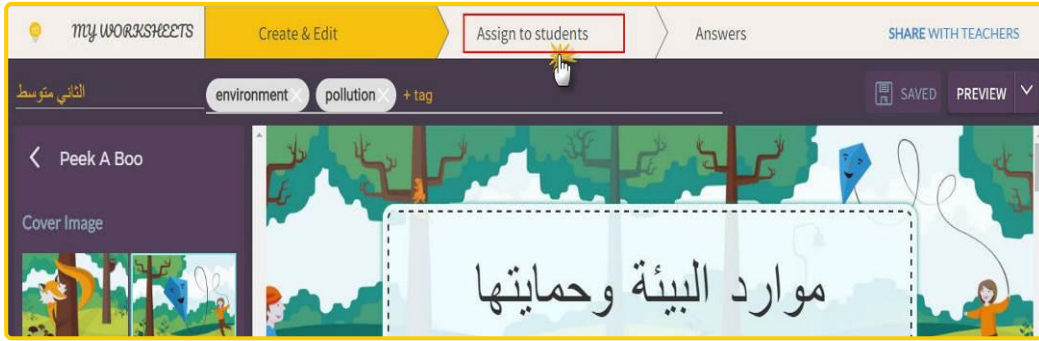 MY WORKSHEETS
Create & Edit
Assign to students
Answers
SHARE WITH TEACHERS
الثاني متوسط
environment
pollution
+ tag
SAVED
PREVIEW
Peek A Boo
Cover Image
موارد البيئة وحمايتها